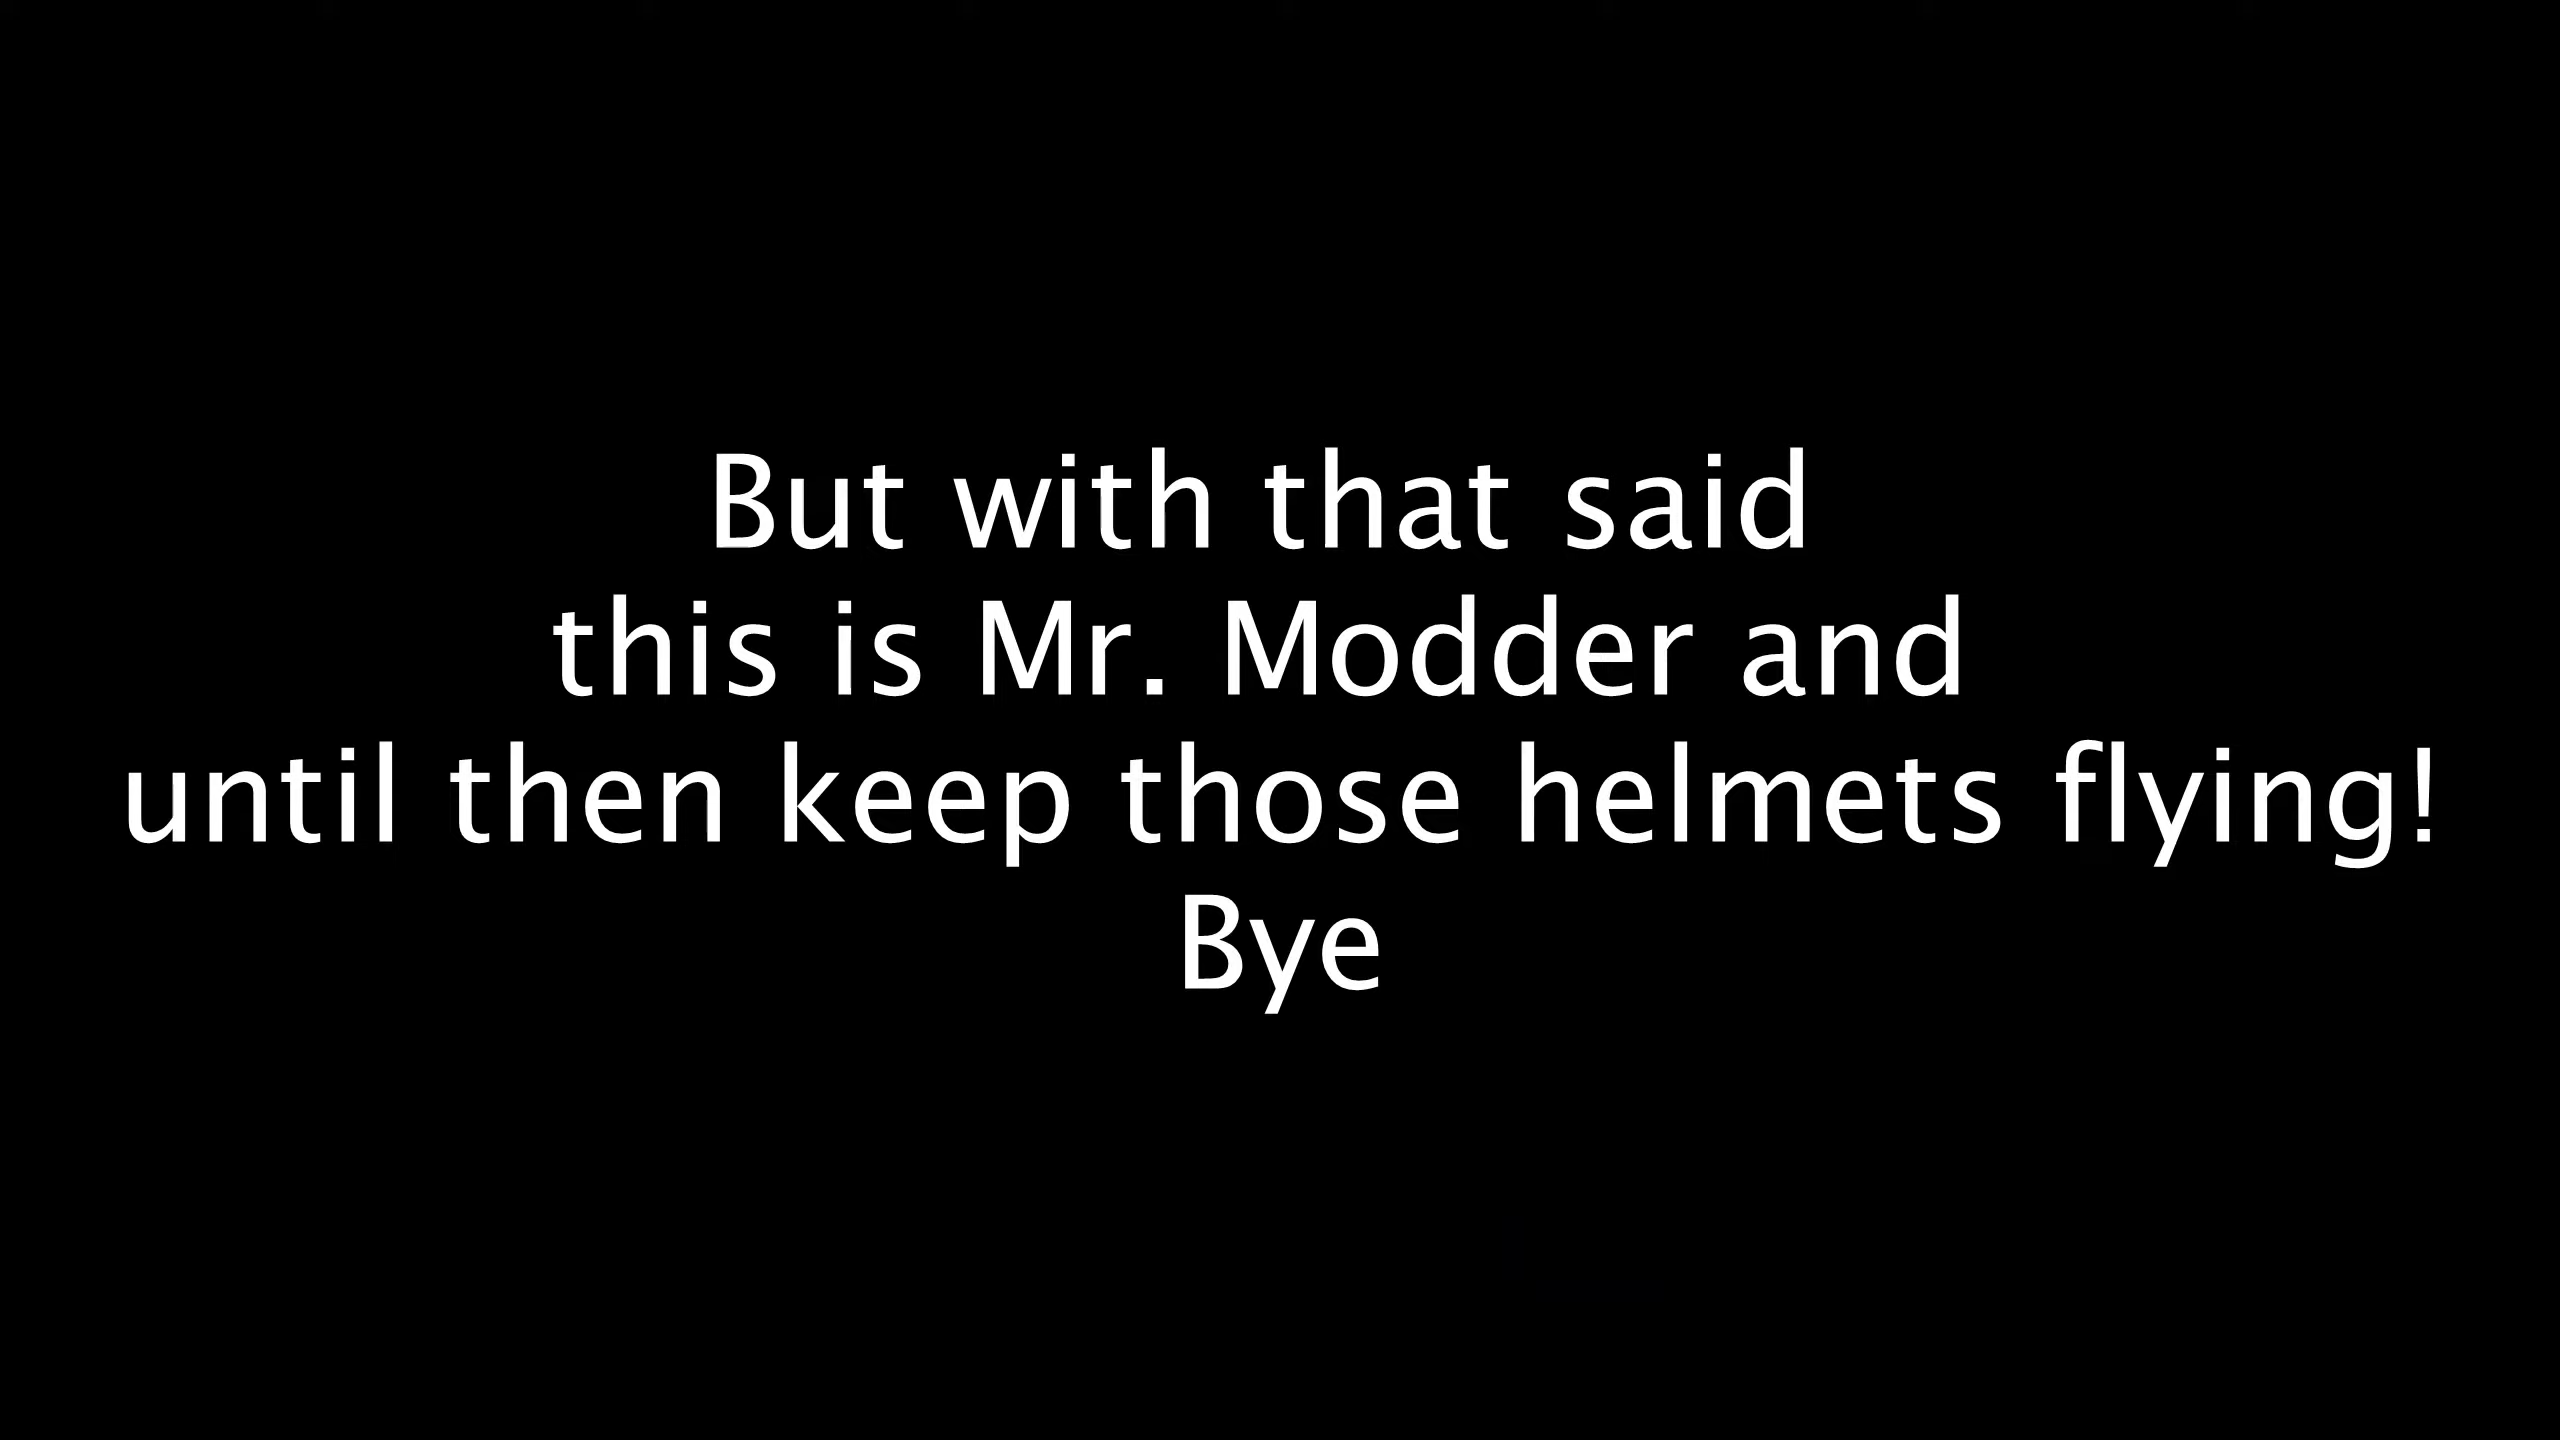 But with that said
this is Mr. Modder and
until then keep those helmets flying!
Bye